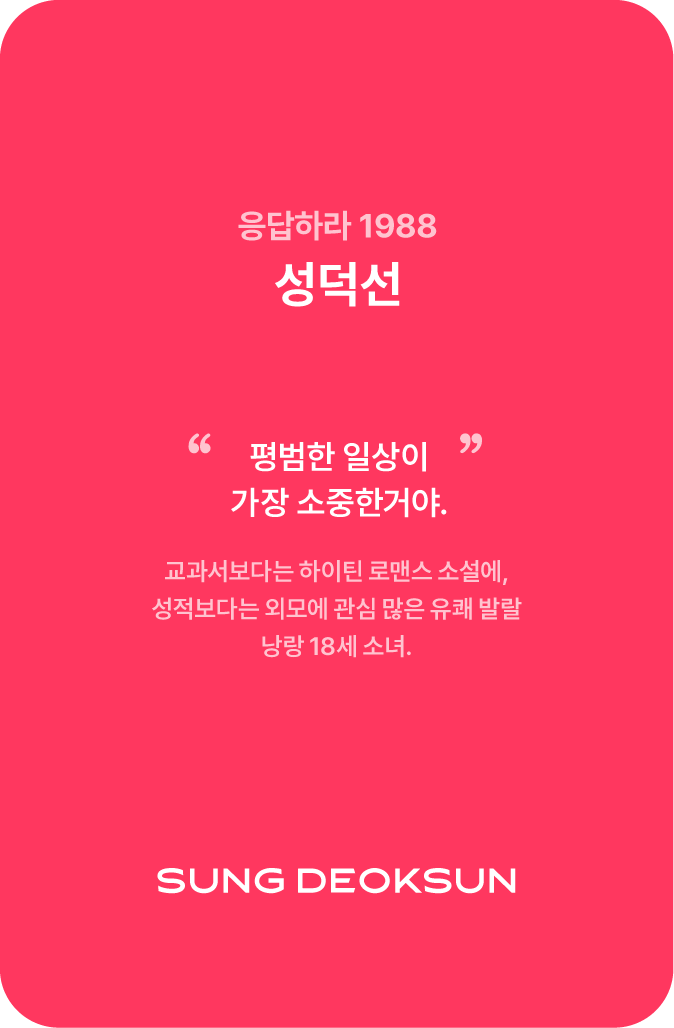 응답하라 1988
성덕선
“ 평범한 일상이 ”
가장 소중한거야.
교과서보다는 하이틴 로맨스 소설에,
성적보다는 외모에 관심 많은 유쾌 발랄
낭랑 18세 소녀.
SUNG DEOKSUN